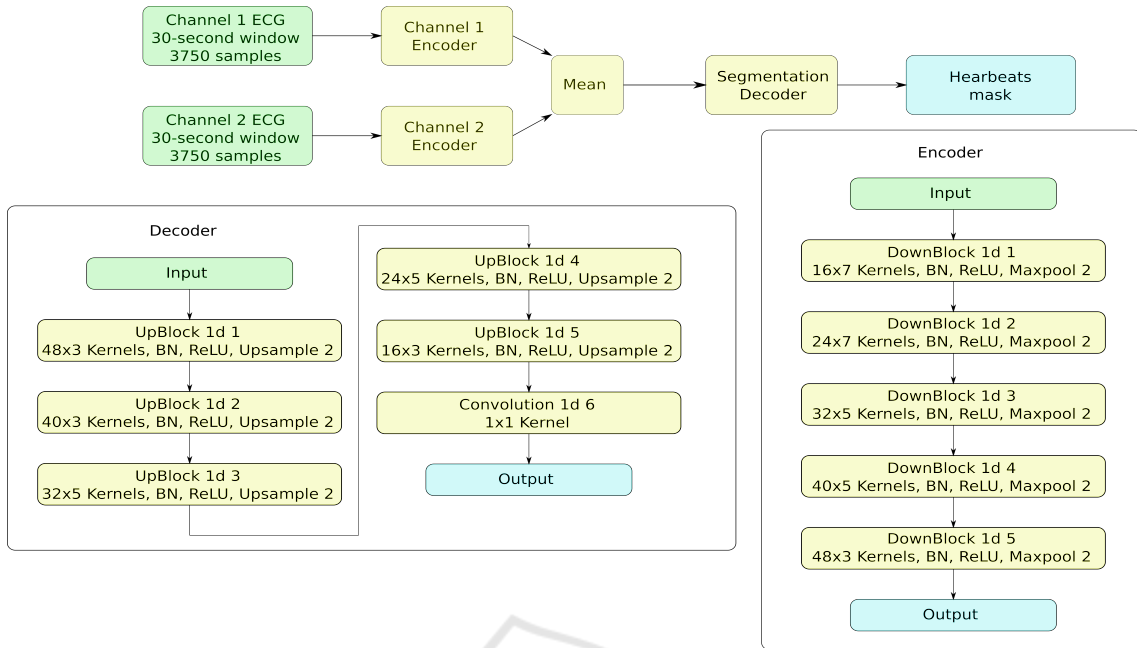 Channel 1 ECG
30-second window
3750 samples
Channel 1
Encoder
Channel 2 ECG
30-second window
3750 samples
Channel 2
Encoder
Mean
Segmentation
Decoder
Hearbeats
mask
Decoder
Input
UpBlock 1d 1
48x3 Kernels, BN, ReLU, Upsample 2
UpBlock 1d 2
40x3 Kernels, BN, ReLU, Upsample 2
UpBlock 1d 3
32x5 Kernels, BN, ReLU, Upsample 2
UpBlock 1d 4
24x5 Kernels, BN, ReLU, Upsample 2
UpBlock 1d 5
16x3 Kernels, BN, ReLU, Upsample 2
Convolution 1d 6
1x1 Kernel
Output
Encoder
Input
DownBlock 1d 1
16x7 Kernels, BN, ReLU, Maxpool 2
DownBlock 1d 2
24x7 Kernels, BN, ReLU, Maxpool 2
DownBlock 1d 3
32x5 Kernels, BN, ReLU, Maxpool 2
DownBlock 1d 4
40x5 Kernels, BN, ReLU, Maxpool 2
DownBlock 1d 5
48x3 Kernels, BN, ReLU, Maxpool 2
Output